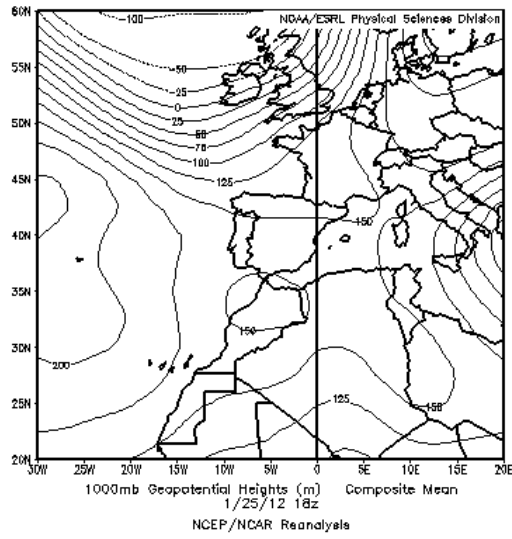 NOAA/ESRL Physical Sciences Division
60N
55N
50N
45N
40N
35N
30N
25N
20N
-100
-50
-25
0
25
50
70
100
125
150
150
200
125
150
30W 25W 20W 15W 10W 5W 0 5E 10E 15E 20E
1000mb Geopotential Heights (m) Composite Mean
1/25/12 18z
NCEP/NCAR Reanalysis